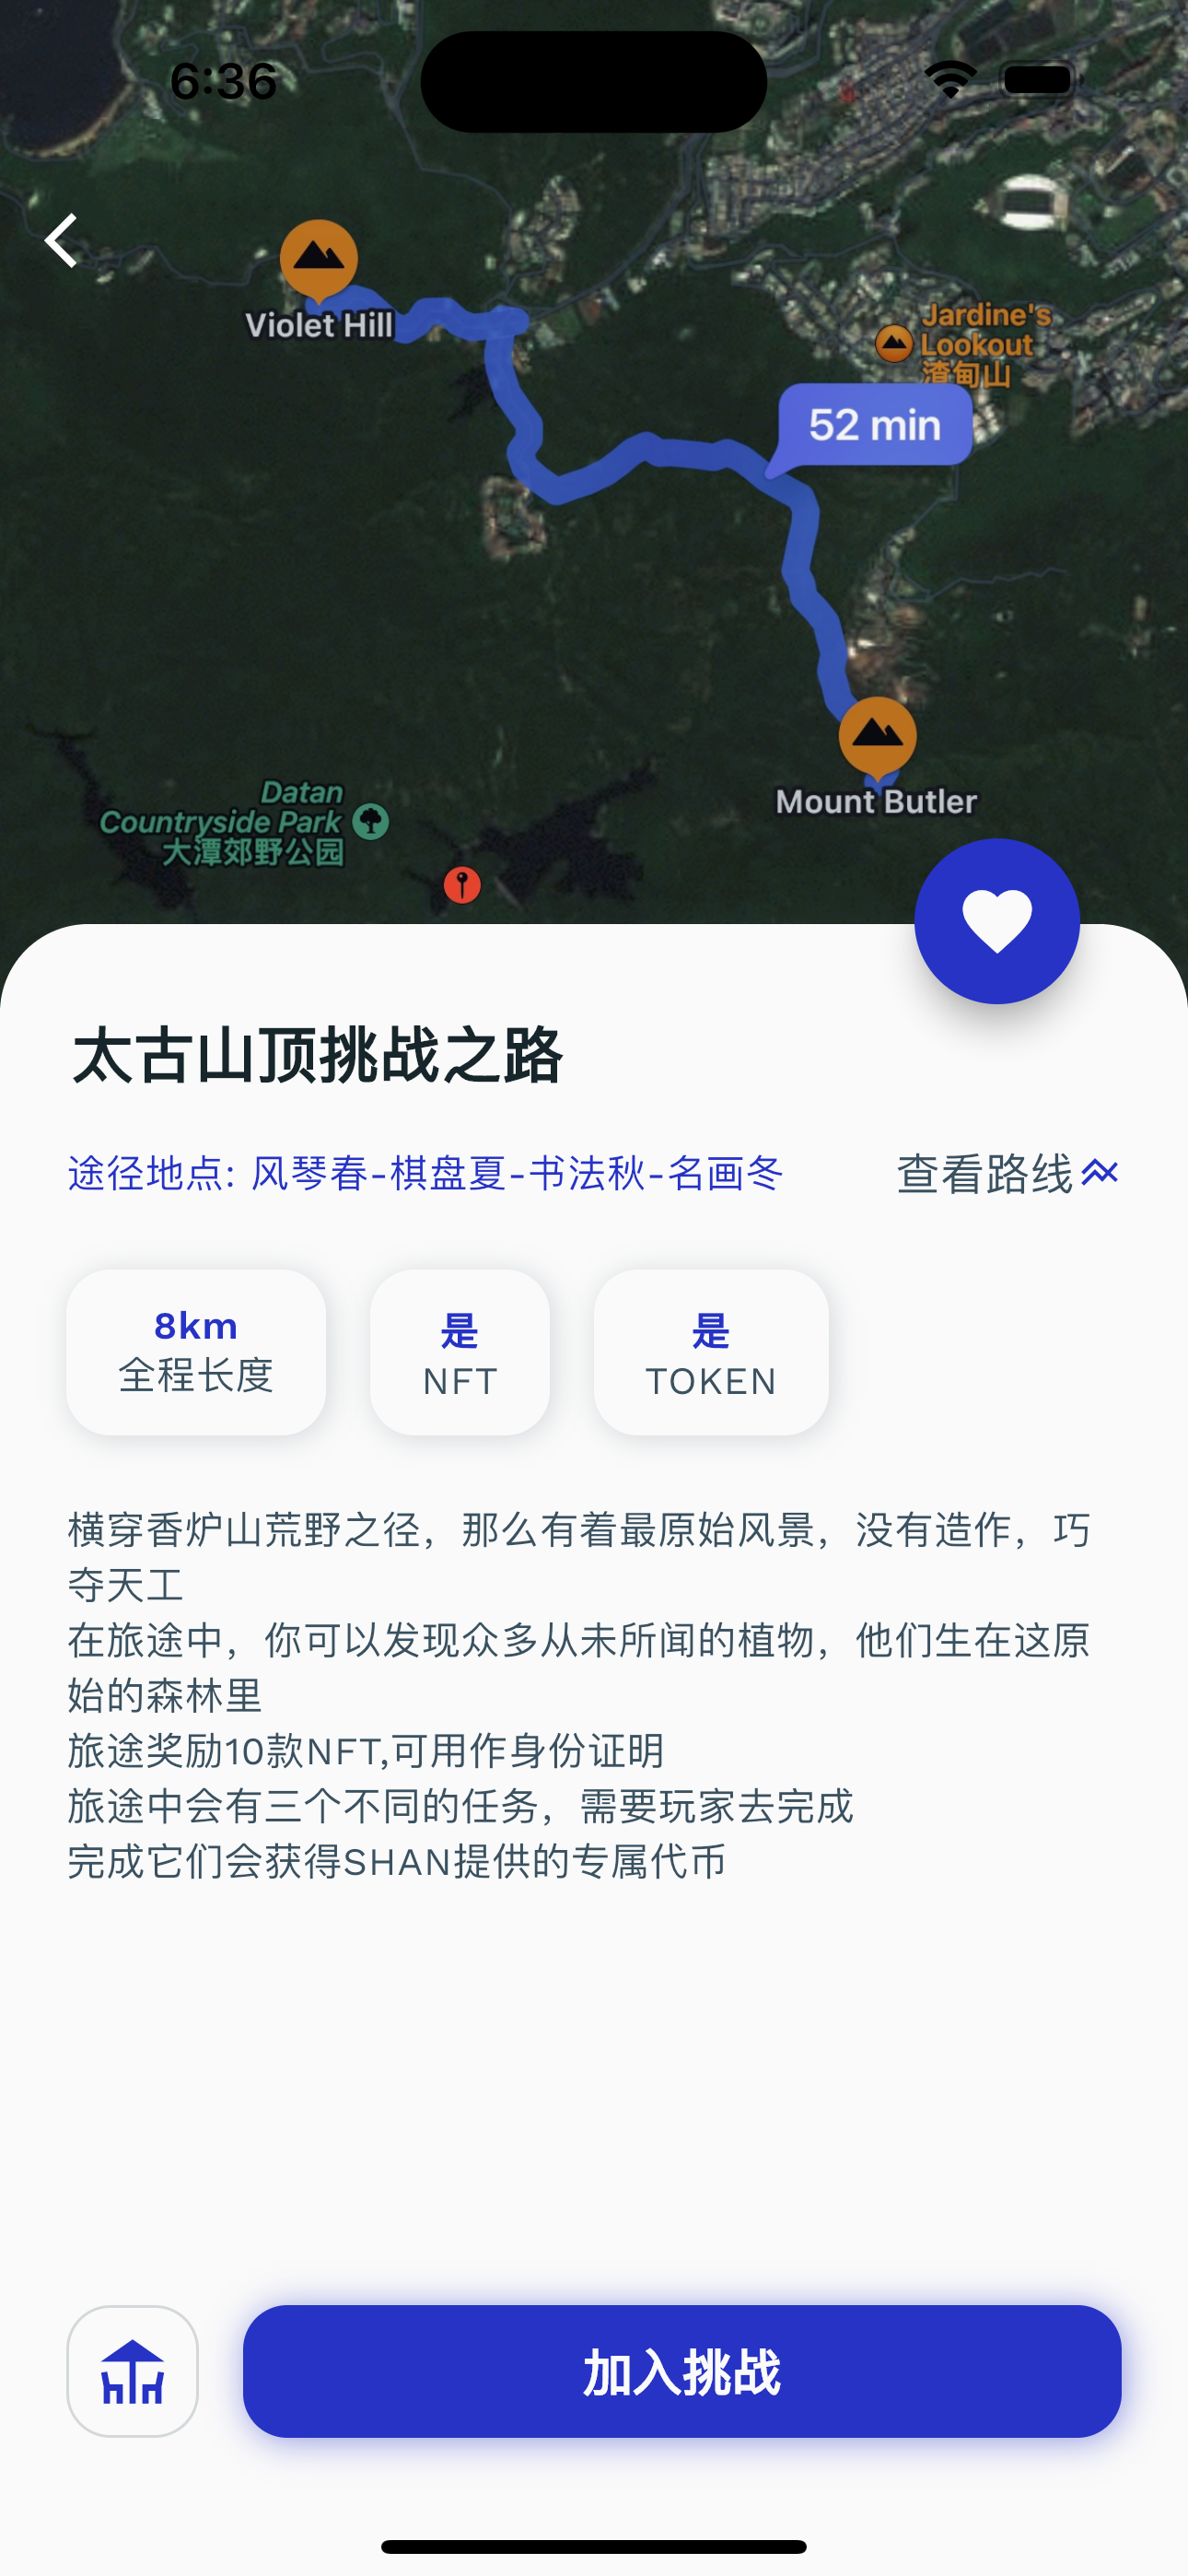 6:36
Violet Hill
Jardine's
Lookout
渣甸山
52 min
Mount Butler
Datan
Countryside Park
大潭郊野公园
太古山顶挑战之路
途径地点: 风琴春-棋盘夏-书法秋-名画冬
查看路线
8km
全程长度
是
NFT
是
TOKEN
横穿香炉山荒野之径，那么有着最原始风景，没有造作，巧
夺天工
在旅途中，你可以发现众多从未所闻的植物，他们生在这原
始的森林里
旅途奖励10款NFT,可用作身份证明
旅途中会有三个不同的任务，需要玩家去完成
完成它们会获得SHAN提供的专属代币
加入挑战